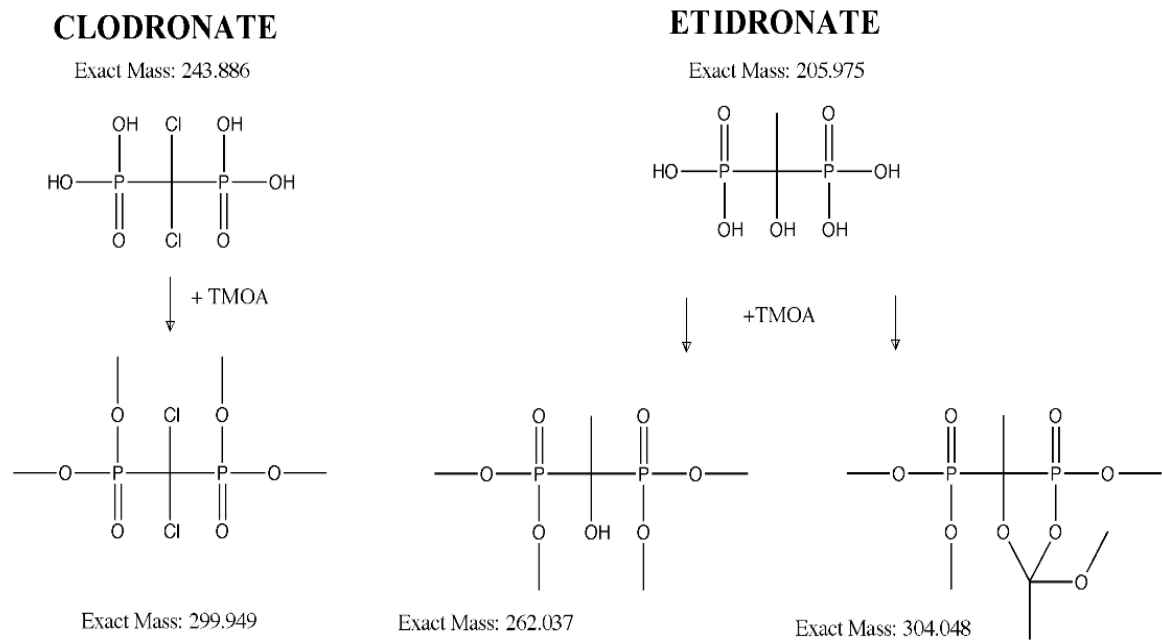 CLODRONATE
Exact Mass: 243.886
OH Cl OH
HO P P OH
O Cl O
+ TMOA
O Cl O
O P P O
O Cl O
Exact Mass: 299.949
ETIDRONATE
Exact Mass: 205.975
O O
HO P P OH
OH OH OH
+TMOA
O O
O P P O
O OH O
Exact Mass: 262.037
O O
O P P O
O O O
O
Exact Mass: 304.048